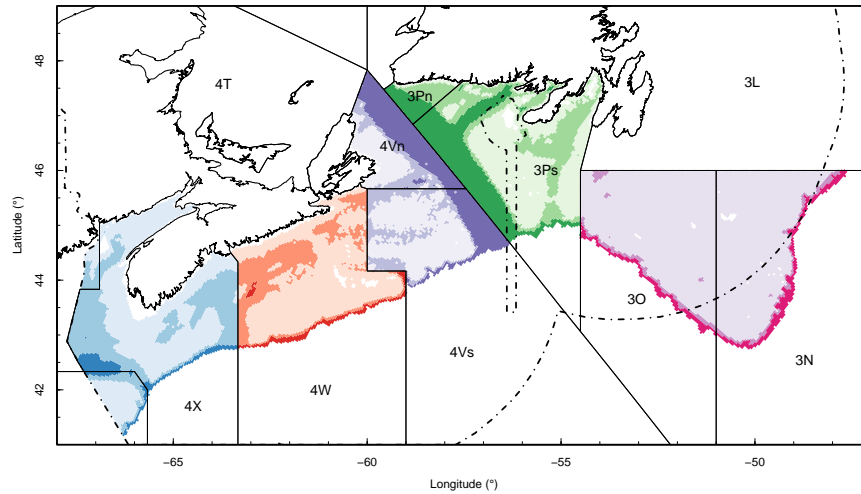 48
46
44
42
Latitude (°)
4T
3Pn
3L
4Vn
3Ps
3O
4Vs
3N
4X
4W
−65
−60
−55
−50
Longitude (°)